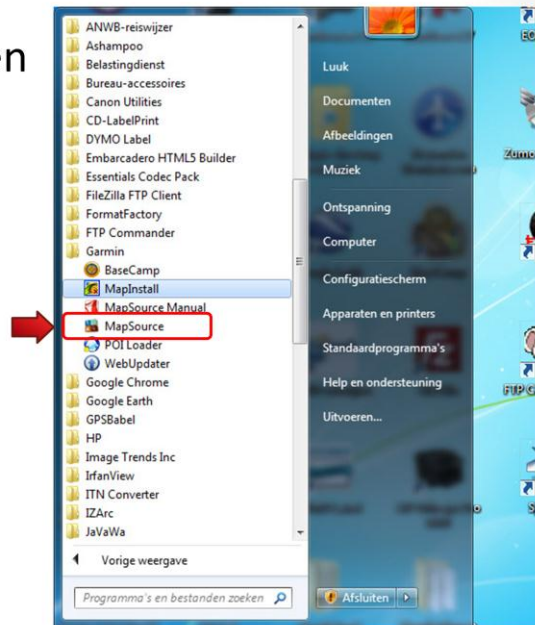 en
ANWB-reiswijzer
Ashampoo
Belastingdienst
Bureau-accessoires
Canon Utilities
CD-LabelPrint
DYMO Label
Embarcadero HTML5 Builder
Essentials Codec Pack
FileZilla FTP Client
FormatFactory
FTP Commander
Garmin
BaseCamp
MapInstall
MapSource Manual
MapSource
POI Loader
WebUpdater
Google Chrome
Google Earth
GPSBabel
HP
Image Trends Inc
IrfanView
ITN Converter
IZArc
JaVaWa
Vorige weergave
Programma's en bestanden zoeken
Luuk
Documenten
Afbeeldingen
Muziek
Ontspanning
Computer
Configuratiescherm
Apparaten en printers
Standaardprogramma's
Help en ondersteuning
Uitvoeren...
Afsluiten
EC
Zumo
FTP C